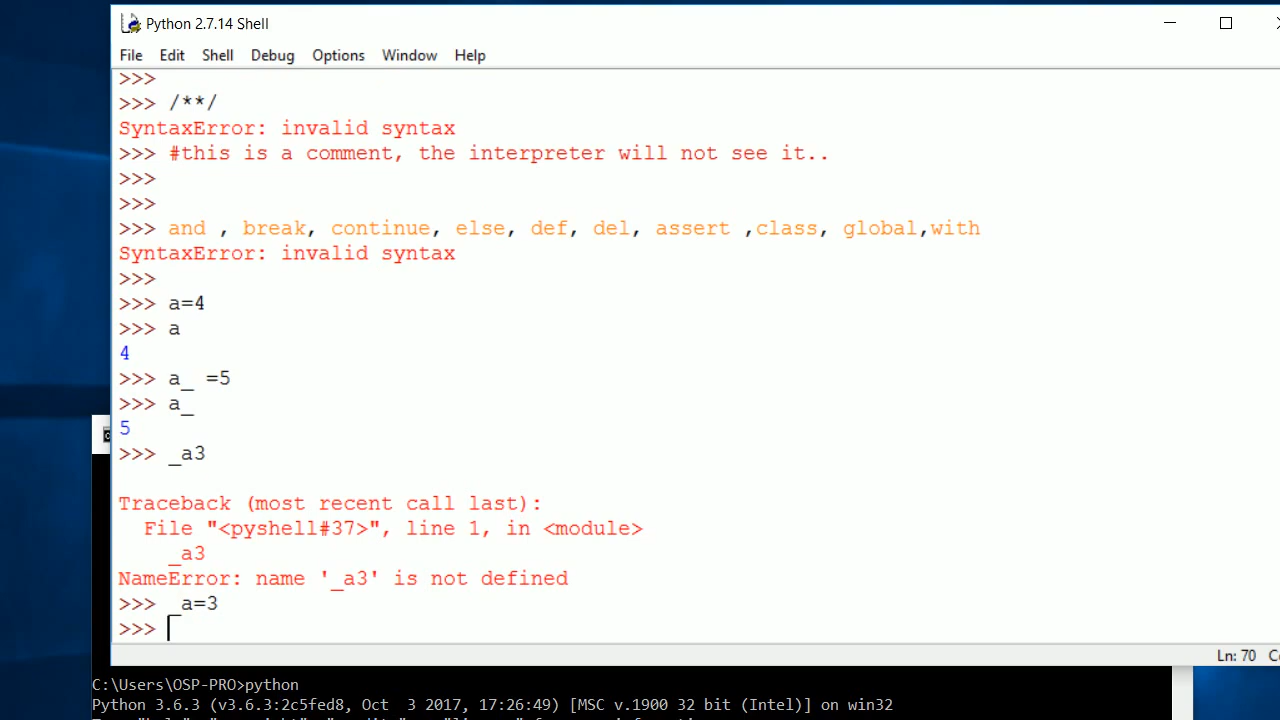 Python 2.7.14 Shell
File Edit Shell Debug Options Window Help
>>>
>>> /**/
SyntaxError: invalid syntax
>>> #this is a comment, the interpreter will not see it..
>>>
>>>
>>> and , break, continue, else, def, del, assert ,class, global,with
SyntaxError: invalid syntax
>>>
>>> a=4
>>> a
4
>>> a_ =5
>>> a_
5
>>> _a3
Traceback (most recent call last):
File "<pyshell#37>", line 1, in <module>
_a3
NameError: name '_a3' is not defined
>>> _a=3
>>>
Ln: 70
C:\Users\OSP-PRO>python
Python 3.6.3 (v3.6.3:2c5fed8, Oct 3 2017, 17:26:49) [MSC v.1900 32 bit (Intel)] on win32